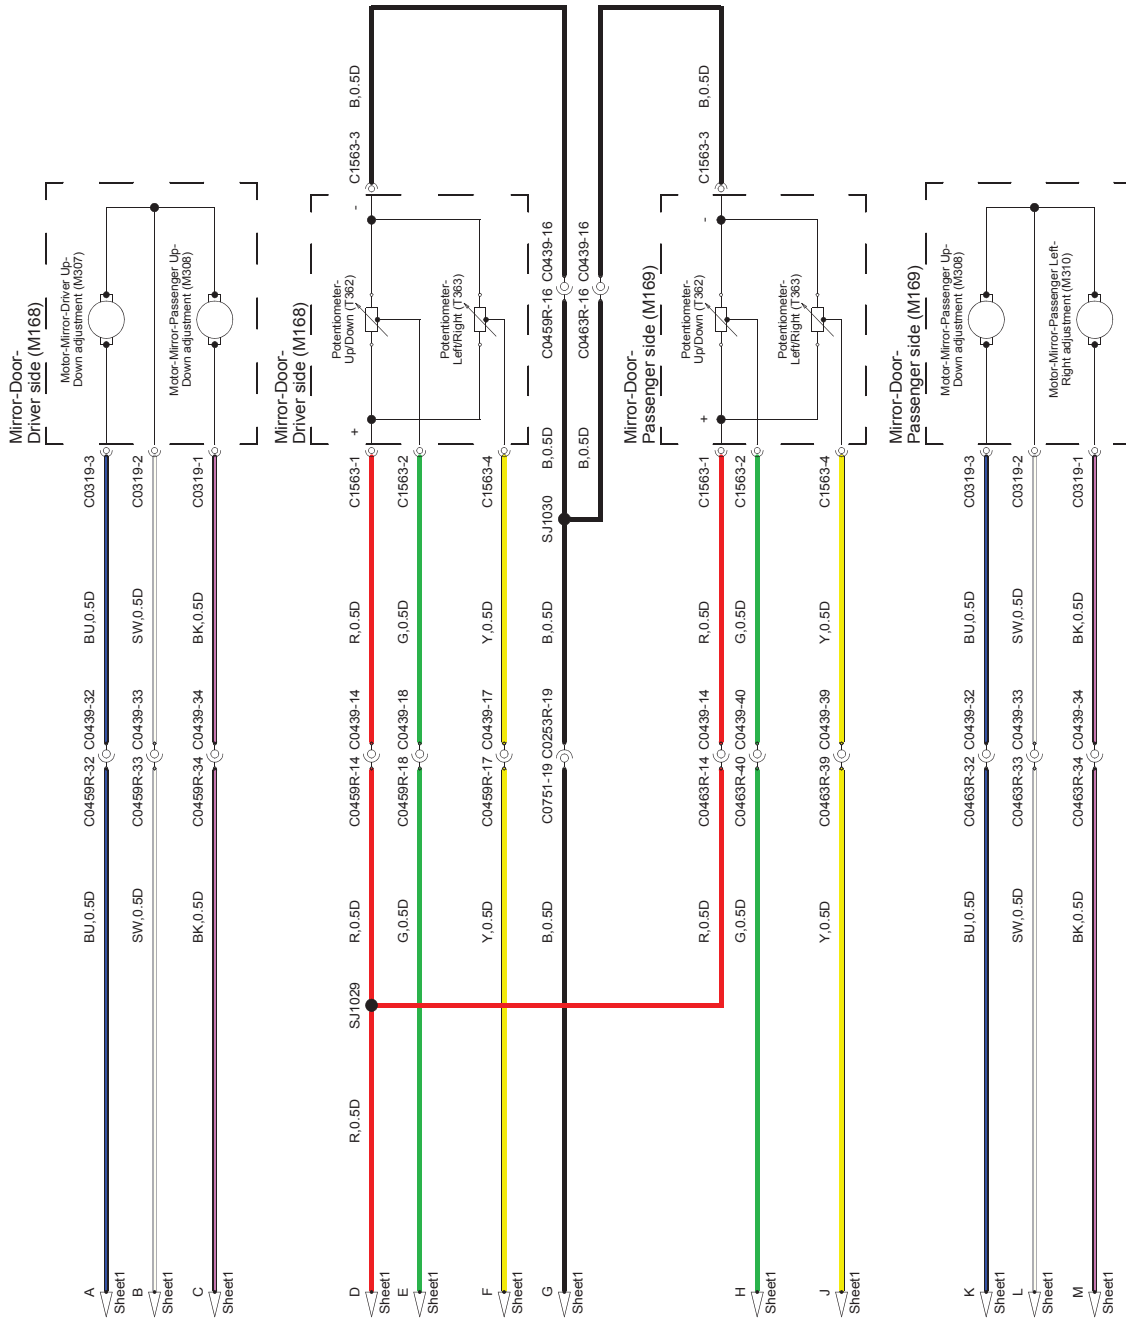 Mirror-Door-
Driver side (M168)
Motor-Mirror-Driver Up-
Down adjustment (M307)
Motor-Mirror-Passenger Up-
Down adjustment (M308)
C0319-3
C0319-2
C0319-1
BU,0.5D
SW,0.5D
BK,0.5D
C0459R-32 C0439-32
C0459R-33 C0439-33
C0459R-34 C0439-34
BU,0.5D
SW,0.5D
BK,0.5D
A
Sheet1
B
Sheet1
C
Sheet1
Mirror-Door-
Driver side (M168)
B,0.5D
C1563-3
-
Potentiometer-
Up/Down (T362)
Potentiometer-
Left/Right (T363)
+
C1563-1
C1563-2
C1563-4
R,0.5D
G,0.5D
Y,0.5D
C0459R-14 C0439-14
C0459R-18 C0439-18
C0459R-17 C0439-17
R,0.5D
G,0.5D
Y,0.5D
SJ1029
R,0.5D
D
Sheet1
E
Sheet1
F
Sheet1
C0459R-16 C0439-16
C0463R-16 C0439-16
B,0.5D
B,0.5D
SJ1030
B,0.5D
C0751-19 C0253R-19
B,0.5D
G
Sheet1
Mirror-Door-
Passenger side (M169)
B,0.5D
C1563-3
-
Potentiometer-
Up/Down (T362)
Potentiometer-
Left/Right (T363)
+
C1563-1
C1563-2
C1563-4
R,0.5D
G,0.5D
Y,0.5D
C0463R-14 C0439-14
C0463R-40 C0439-40
C0463R-39 C0439-39
R,0.5D
G,0.5D
Y,0.5D
H
Sheet1
J
Sheet1
Mirror-Door-
Passenger side (M169)
Motor-Mirror-Passenger Up-
Down adjustment (M308)
Motor-Mirror-Passenger Left-
Right adjustment (M310)
C0319-3
C0319-2
C0319-1
BU,0.5D
SW,0.5D
BK,0.5D
C0463R-32 C0439-32
C0463R-33 C0439-33
C0463R-34 C0439-34
BU,0.5D
SW,0.5D
BK,0.5D
K
Sheet1
L
Sheet1
M
Sheet1